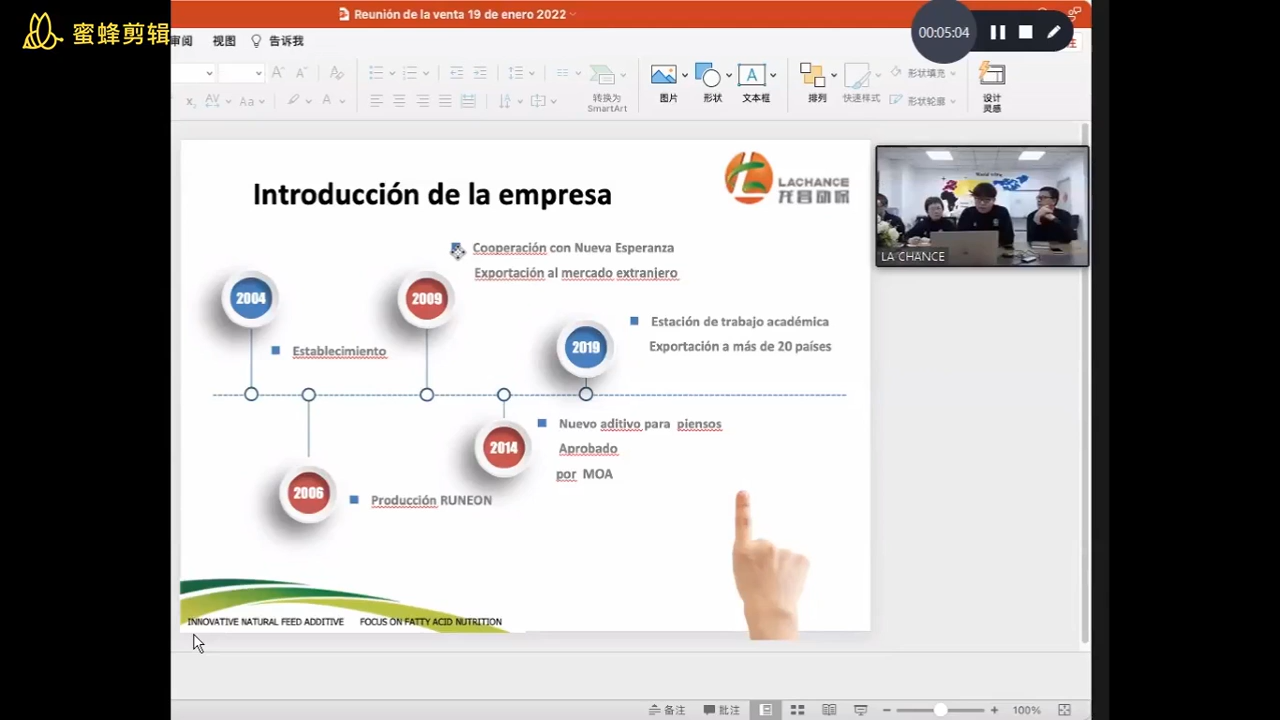 蜜蜂剪辑
Reunión de la venta 19 de enero 2022
00:05:04
审阅 视图 告诉我
转换为
SmartArt
图片
形状
文本框
排列
快速样式
形状填充
形状轮廓
设计
灵感
Introducción de la empresa
LACHANCE
Cooperación con Nueva Esperanza
Exportación al mercado extranjero
2004
2009
Establecimiento
2019
Estación de trabajo académica
Exportación a más de 20 países
2014
Nuevo aditivo para piensos
Aprobado
por MOA
2006
Producción RUNEON
INNOVATIVE NATURAL FEED ADDITIVE FOCUS ON FATTY ACID NUTRITION
LA CHANCE
备注 批注 100%